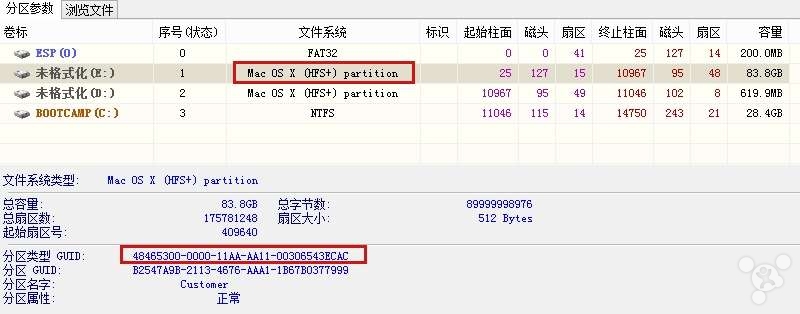 分区参数 浏览文件
卷标 序号(状态) 文件系统 标识 起始柱面 磁头 扇区 终止柱面 磁头 扇区 容量
ESP(0) 0 FAT32 0 0 41 25 127 14 200.0MB
未格式化(E:) 1 Mac OS X (HFS+) partition 25 127 15 10967 95 48 83.8GB
未格式化(D:) 2 Mac OS X (HFS+) partition 10967 95 49 11046 102 8 619.9MB
BOOTCAMP(C:) 3 NTFS 11046 115 14 14750 243 21 28.4GB
文件系统类型: Mac OS X (HFS+) partition
总容量: 83.8GB 总字节数: 89999998976
总扇区数: 175781248 扇区大小: 512 Bytes
起始扇区号: 409640
分区类型 GUID: 48465300-0000-11AA-AA11-00306543ECAC
分区 GUID: B2547A9B-2113-4676-AAA1-1B67B0377999
分区名字: Customer
分区属性: 正常